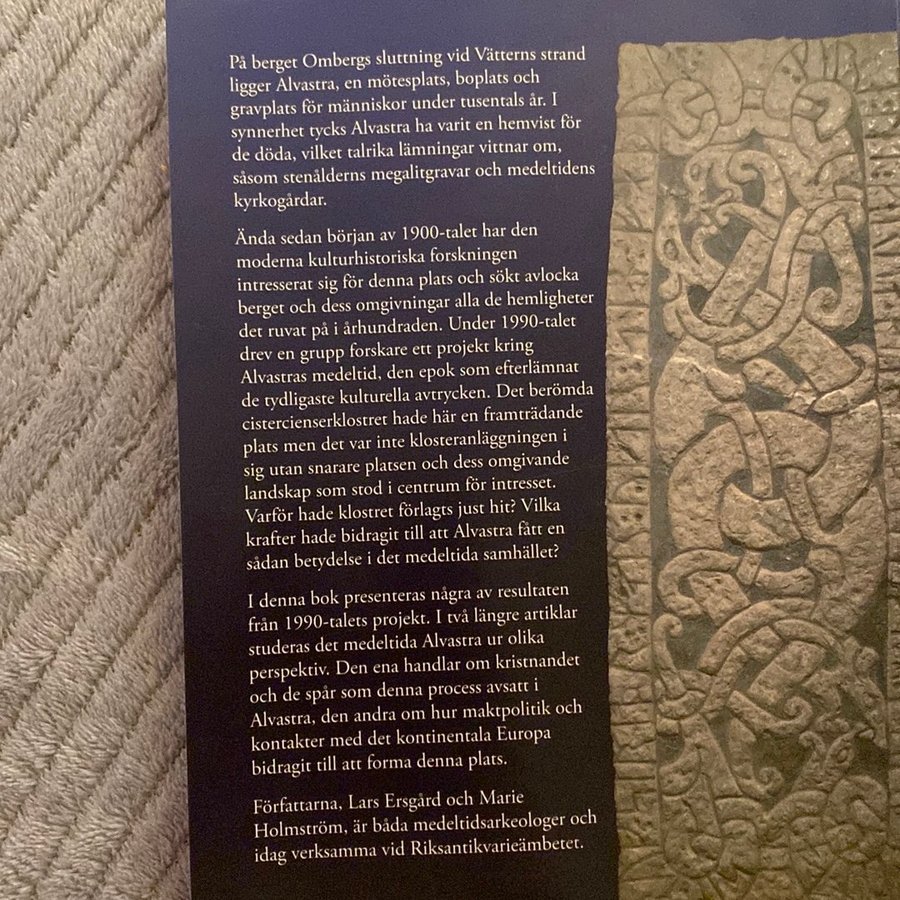 På berget Ombergs sluttning vid Vätterns strand
ligger Alvastra, en mötesplats, boplats och
gravplats för människor under tusentals år. I
synnerhet tycks Alvastra ha varit en hemvist för
de döda, vilket talrika lämningar vittnar om,
såsom stenålderns megalitgravar och medeltidens
kyrkogårdar.
Ända sedan början av 1900-talet har den
moderna kulturhistoriska forskningen
intresserat sig för denna plats och sökt avlocka
berget och dess omgivningar alla de hemligheter
det ruvat på i århundraden. Under 1990-talet
drev en grupp forskare ett projekt kring
Alvastras medeltid, den epok som efterlämnat
de tydligaste kulturella avtrycken. Det berömda
cistercienserklostret hade här en framträdande
plats men det var inte klosteranläggningen i
sig utan snarare platsen och dess omgivande
landskap som stod i centrum för intresset.
Varför hade klostret förlagts just hit? Vilka
krafter hade bidragit till att Alvastra fått en
sådan betydelse i det medeltida samhället?
I denna bok presenteras några av resultaten
från 1990-talets projekt. I två längre artiklar
studeras det medeltida Alvastra ur olika
perspektiv. Den ena handlar om kristnandet
och de spår som denna process avsatt i
Alvastra, den andra om hur maktpolitik och
kontakter med det kontinentala Europa
bidragit till att forma denna plats.
Författarna, Lars Ersgård och Marie
Holmström, är båda medeltidsarkeologer och
idag verksamma vid Riksantikvarieämbetet.